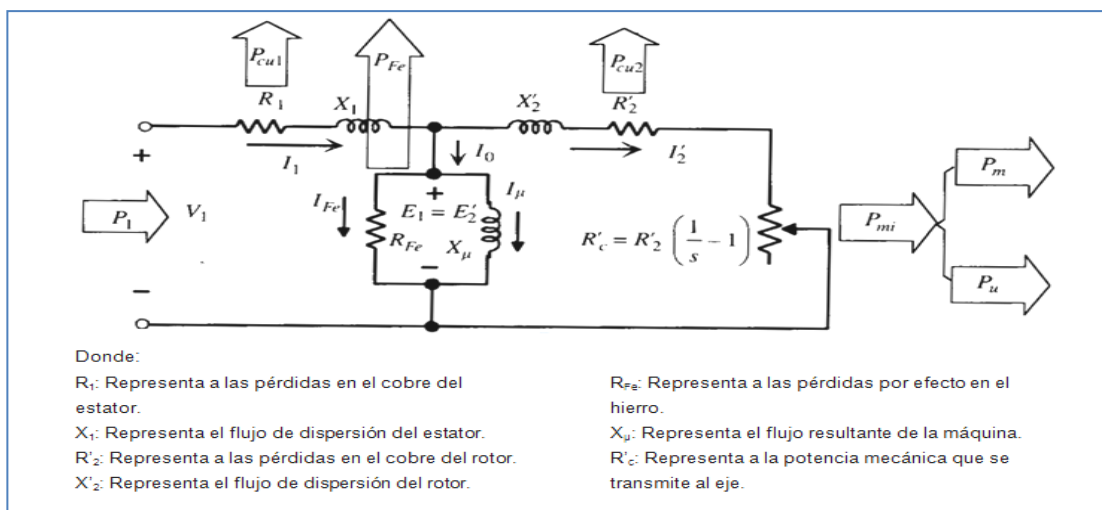 P_cu1
P_Fe
P_cu2
R_1
X_1
X'_2
R'_2
I_1
I_0
I'_2
+
P_1
V_1
−
I_Fe
R_Fe
+
E_1 = E'_2
X_μ
−
I_μ
R'_c = R'_2 (1/s − 1)
P_mi
P_m
P_u
Donde:
R₁: Representa a las pérdidas en el cobre del
estator.
X₁: Representa el flujo de dispersión del estator.
R'₂: Representa a las pérdidas en el cobre del rotor.
X'₂: Representa el flujo de dispersión del rotor.
R_Fe: Representa a las pérdidas por efecto en el
hierro.
X_μ: Representa el flujo resultante de la máquina.
R'_c: Representa a la potencia mecánica que se
transmite al eje.